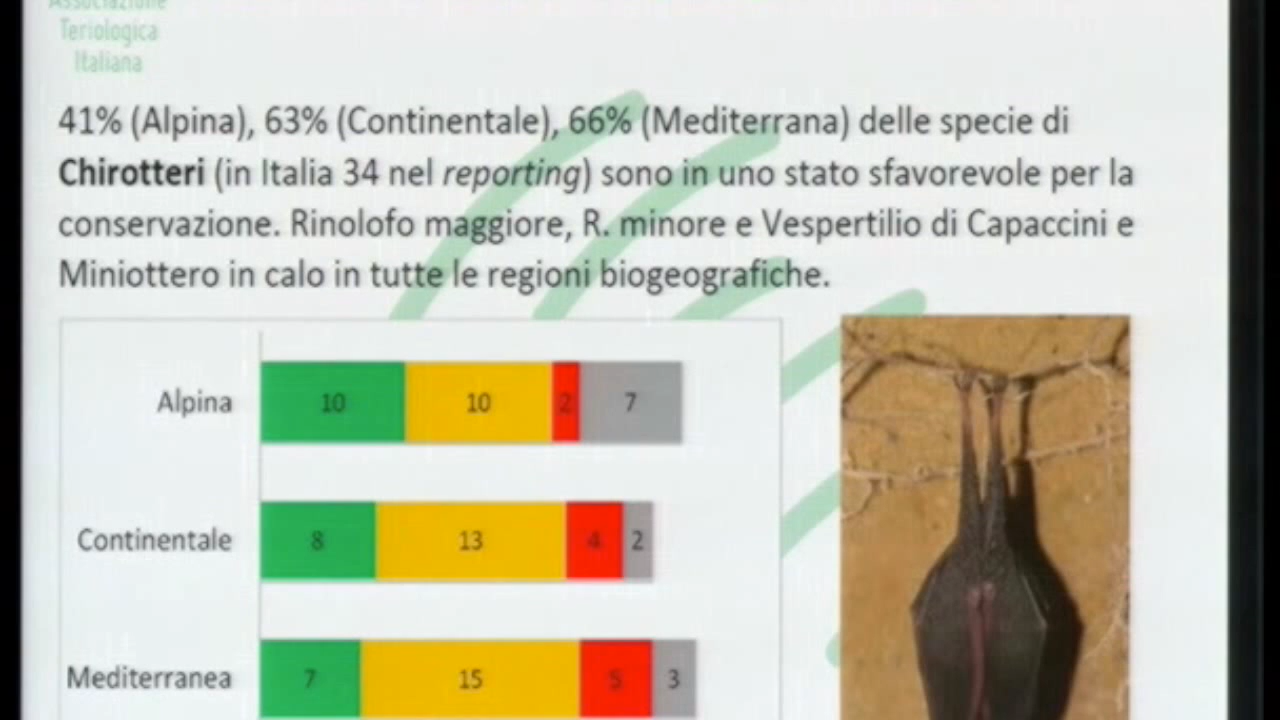 Associazione
Teriologica
Italiana
41% (Alpina), 63% (Continentale), 66% (Mediterrana) delle specie di
Chirotteri (in Italia 34 nel reporting) sono in uno stato sfavorevole per la
conservazione. Rinolofo maggiore, R. minore e Vespertilio di Capaccini e
Miniottero in calo in tutte le regioni biogeografiche.
Alpina 10 10 2 7
Continentale 8 13 4 2
Mediterranea 7 15 5 3